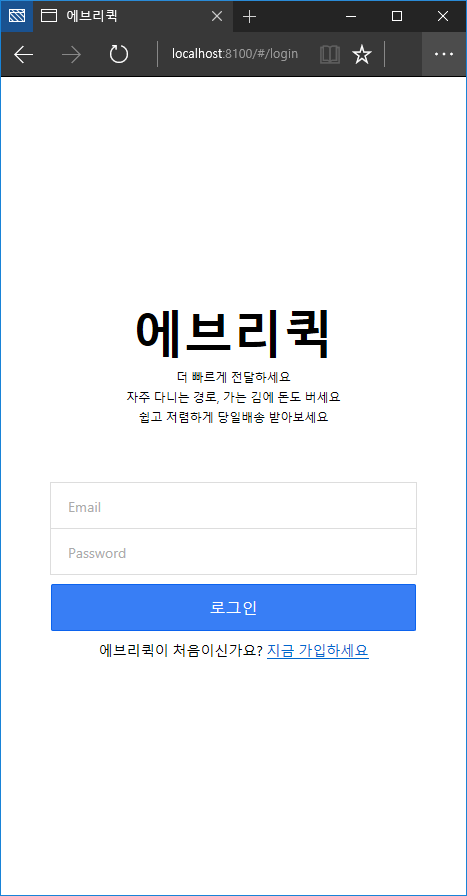 에브리퀵
localhost:8100/#/login
에브리퀵
더 빠르게 전달하세요
자주 다니는 경로, 가는 김에 돈도 버세요
쉽고 저렴하게 당일배송 받아보세요
Email
Password
로그인
에브리퀵이 처음이신가요? 지금 가입하세요